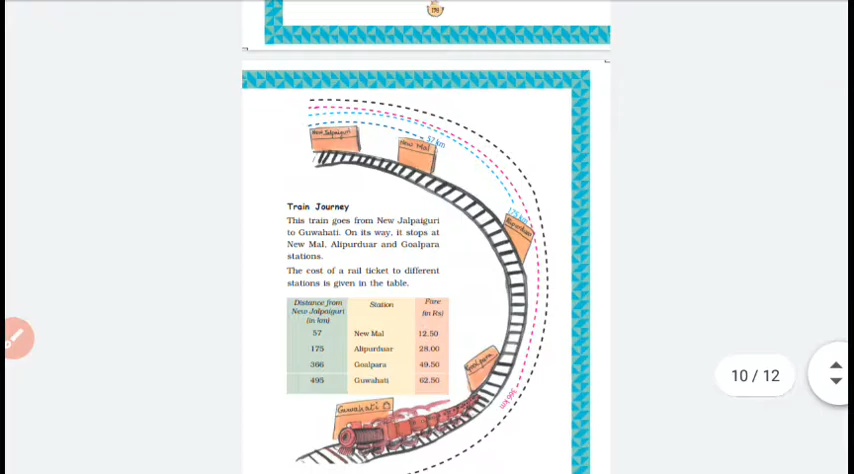 New Jalpaiguri
57 km
New Mal
175 km
Alipurduar
Train Journey
This train goes from New Jalpaiguri
to Guwahati. On its way, it stops at
New Mal, Alipurduar and Goalpara
stations.
The cost of a rail ticket to different
stations is given in the table.
Distance from New Jalpaiguri (in km) Station Fare (in Rs)
57 New Mal 12.50
175 Alipurduar 28.00
366 Goalpara 49.50
495 Guwahati 62.50
Goalpara
366 km
Guwahati
10 / 12